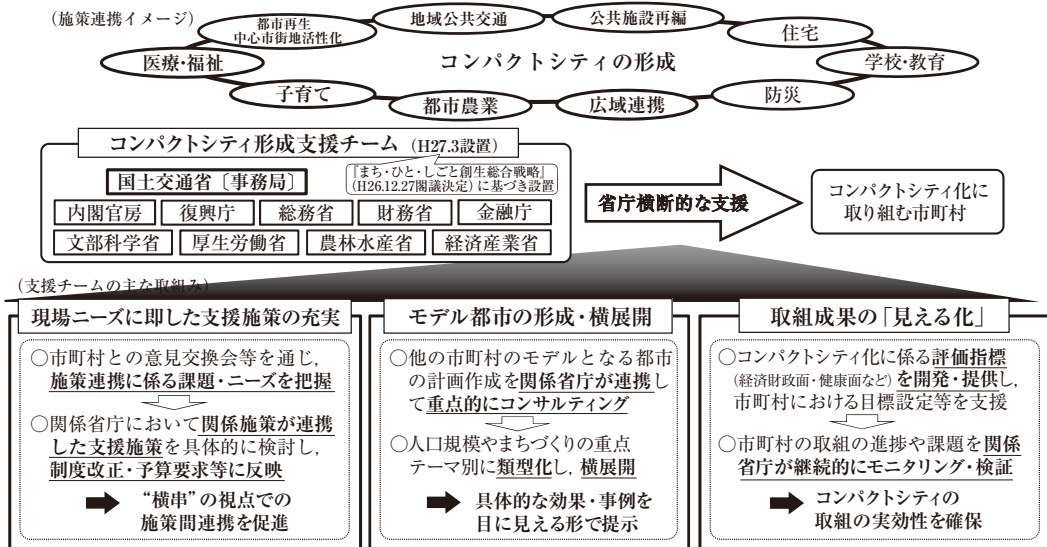 (施策連携イメージ)
都市再生
中心市街地活性化
地域公共交通
公共施設再編
住宅
医療・福祉
コンパクトシティの形成
学校・教育
子育て
都市農業
広域連携
防災
コンパクトシティ形成支援チーム (H27.3設置)
国土交通省〔事務局〕
『まち・ひと・しごと創生総合戦略』
(H26.12.27閣議決定)に基づき設置
内閣官房
復興庁
総務省
財務省
金融庁
文部科学省
厚生労働省
農林水産省
経済産業省
省庁横断的な支援
コンパクトシティ化に
取り組む市町村
(支援チームの主な取組み)
現場ニーズに即した支援施策の充実
○市町村との意見交換会等を通じ,
施策連携に係る課題・ニーズを把握
○関係省庁において関係施策が連携
した支援施策を具体的に検討し,
制度改正・予算要求等に反映
“横串”の視点での
施策間連携を促進
モデル都市の形成・横展開
○他の市町村のモデルとなる都市
の計画作成を関係省庁が連携し
て重点的にコンサルティング
○人口規模やまちづくりの重点
テーマ別に類型化し, 横展開
具体的な効果・事例を
目に見える形で提示
取組成果の「見える化」
○コンパクトシティ化に係る評価指標
(経済財政面・健康面など)を開発・提供し,
市町村における目標設定等を支援
○市町村の取組の進捗や課題を関係
省庁が継続的にモニタリング・検証
コンパクトシティの
取組の実効性を確保